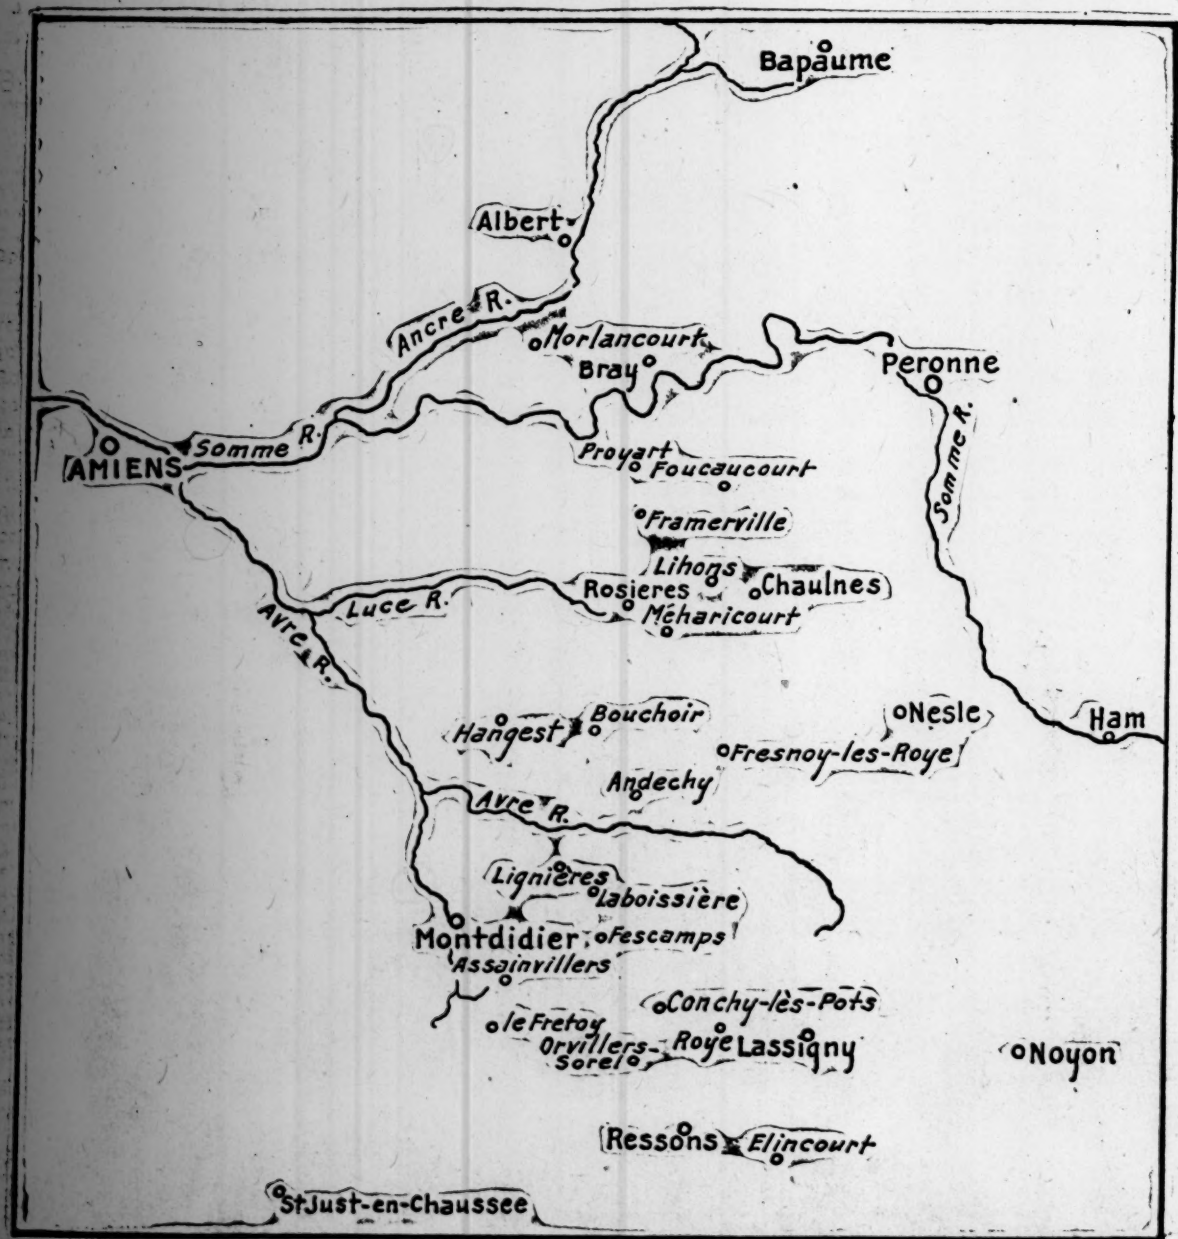 Bapaume
Albert
Ancre R.
Morlancourt
Bray
Peronne
Somme R.
AMIENS
Somme R.
Proyart
Foucaucourt
Framerville
Lihons
Rosieres
Chaulnes
Méharicourt
Luce R.
Avre R.
Hangest
Bouchoir
Nesle
Ham
Fresnoy-les-Roye
Andechy
Avre R.
Lignières
Laboissière
Montdidier
Fescamps
Assainvillers
Conchy-lès-Pots
le Fretoy
Orvillers-
Sorel
Roye
Lassigny
Noyon
Ressons
Elincourt
St Just-en-Chaussee